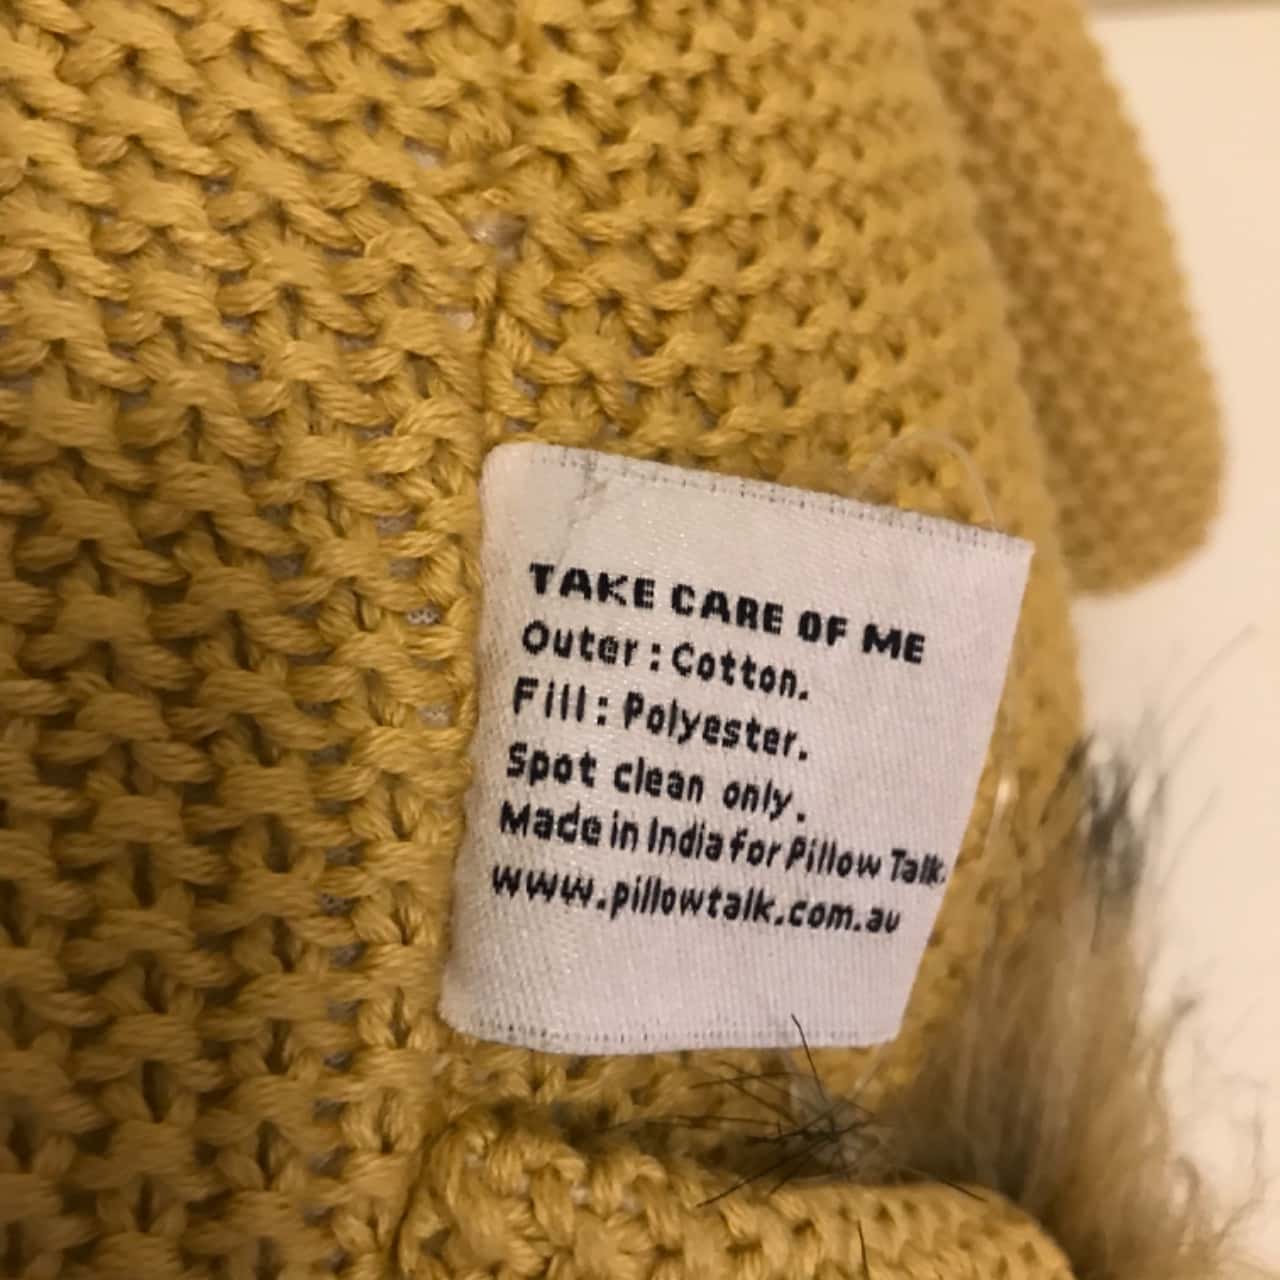 TAKE CARE OF ME
Outer : Cotton.
Fill : Polyester.
Spot clean only.
Made in India for Pillow Talk.
www.pillowtalk.com.au